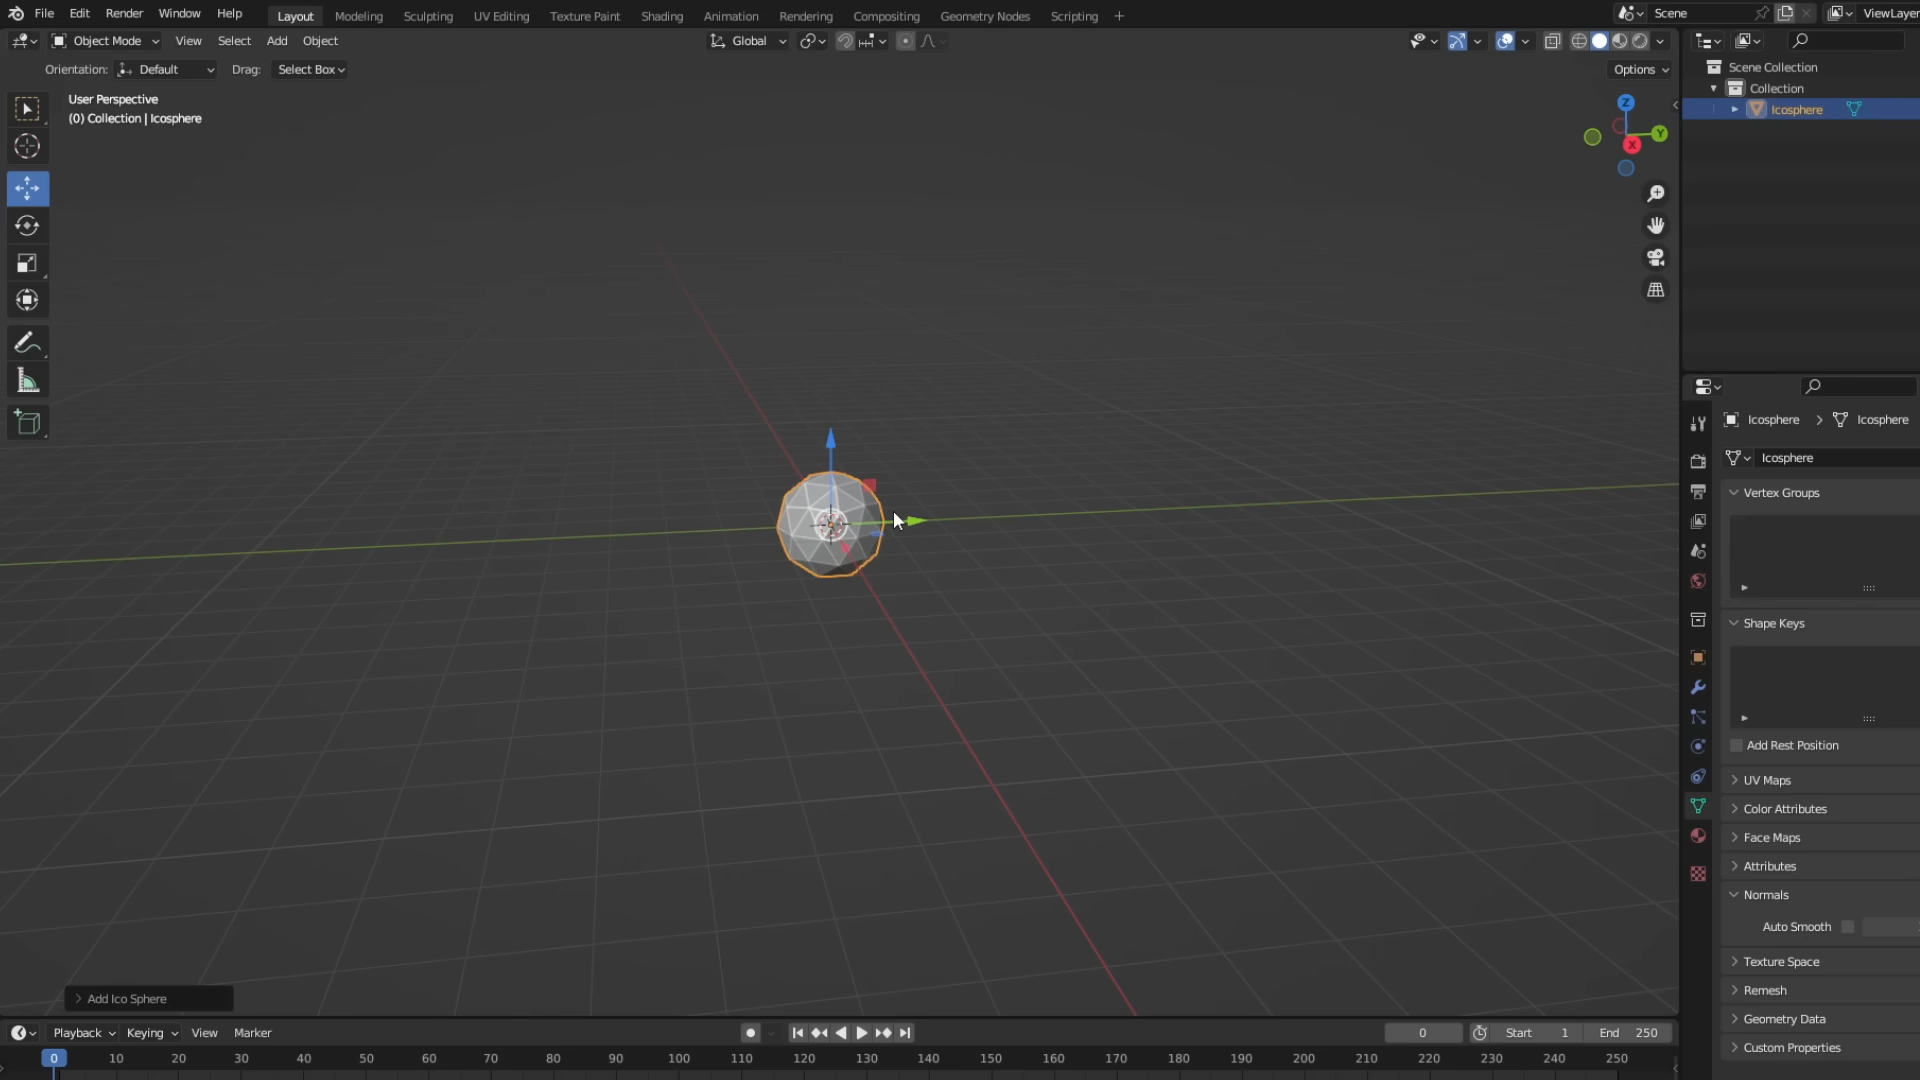 File Edit Render Window Help Layout Modeling Sculpting UV Editing Texture Paint Shading Animation Rendering Compositing Geometry Nodes Scripting + Scene ViewLayer
Object Mode View Select Add Object Global
Orientation: Default Drag: Select Box Options
User Perspective
(0) Collection | Icosphere
Z
Y
X
Add Ico Sphere
Scene Collection
Collection
Icosphere
Icosphere > Icosphere
Icosphere
Vertex Groups
Shape Keys
Add Rest Position
UV Maps
Color Attributes
Face Maps
Attributes
Normals
Auto Smooth
Texture Space
Remesh
Geometry Data
Custom Properties
Playback Keying View Marker 0 Start 1 End 250
0 10 20 30 40 50 60 70 80 90 100 110 120 130 140 150 160 170 180 190 200 210 220 230 240 250